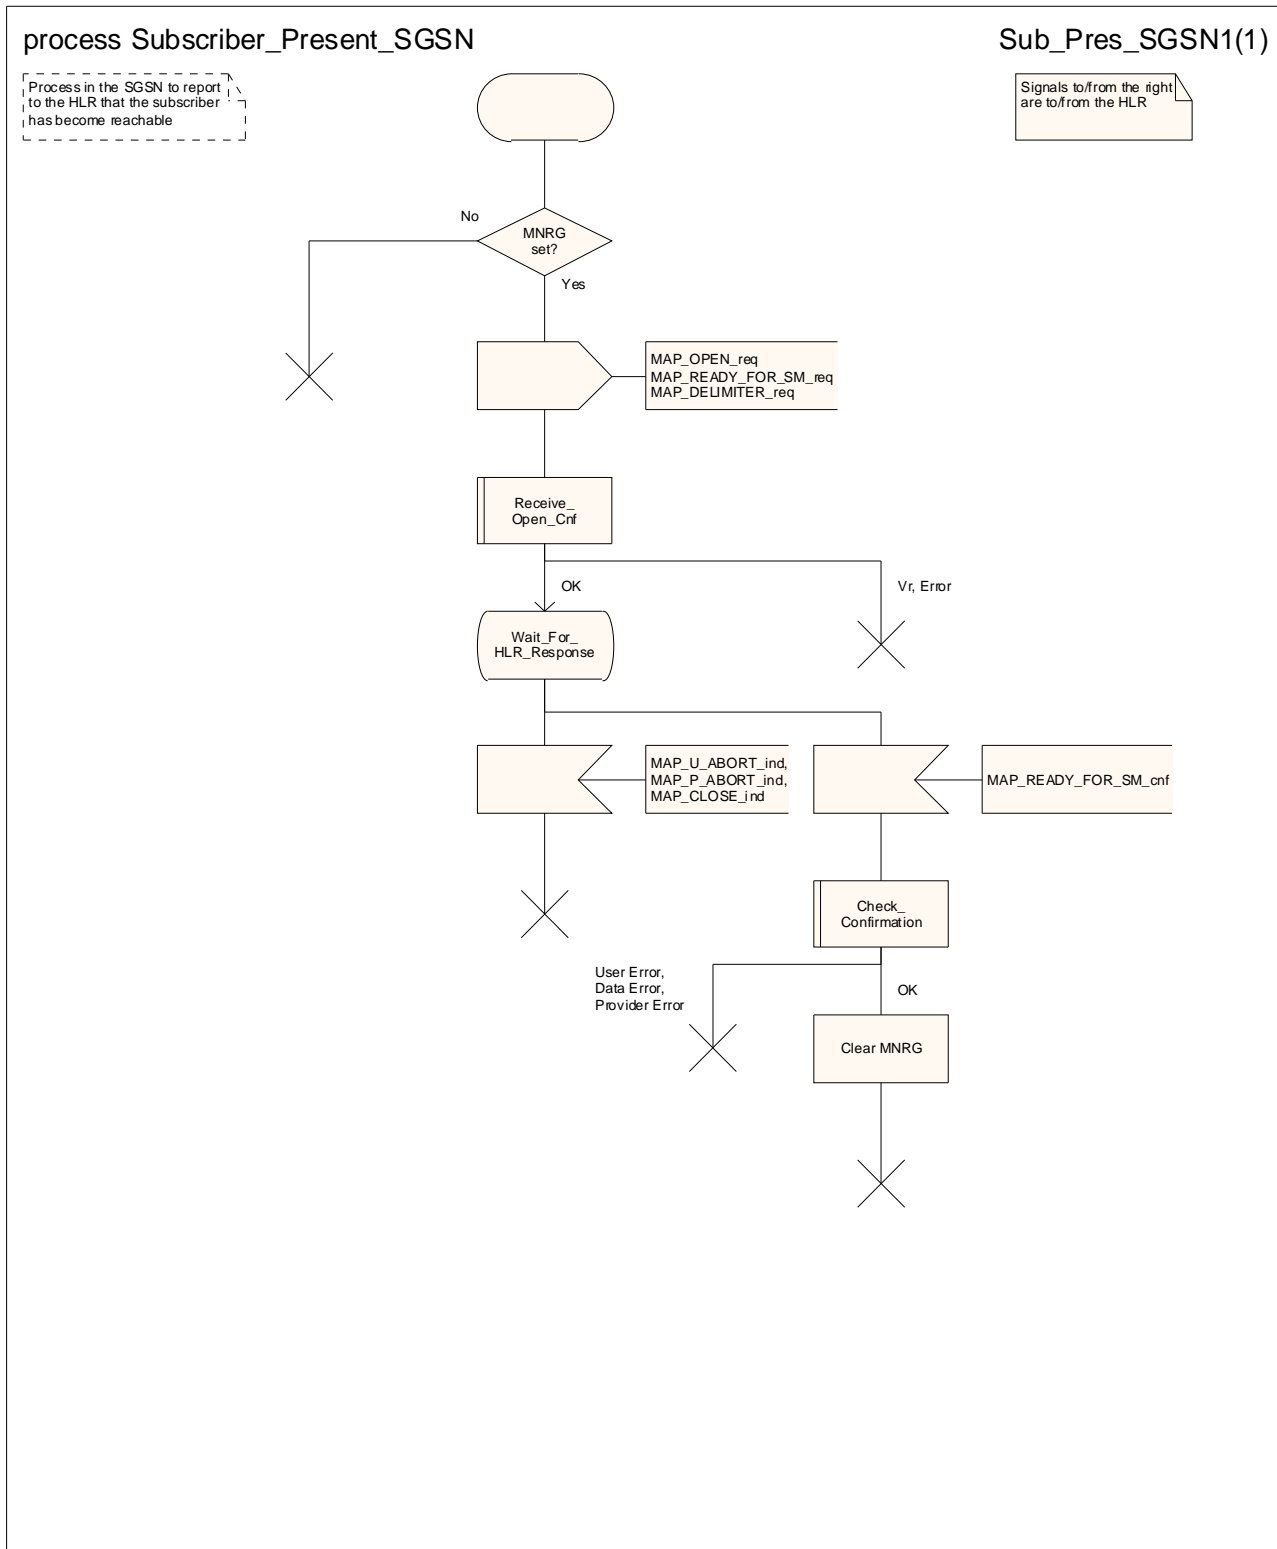 process Subscriber_Present_SGSN
Sub_Pres_SGSN1(1)
Process in the SGSN to report
to the HLR that the subscriber
has become reachable
Signals to/from the right
are to/from the HLR
No
MNRG
set?
Yes
MAP_OPEN_req
MAP_READY_FOR_SM_req
MAP_DELIMITER_req
Receive_
Open_Cnf
OK
Vr, Error
Wait_For_
HLR_Response
MAP_U_ABORT_ind,
MAP_P_ABORT_ind,
MAP_CLOSE_ind
MAP_READY_FOR_SM_cnf
Check_
Confirmation
User Error,
Data Error,
Provider Error
OK
Clear MNRG